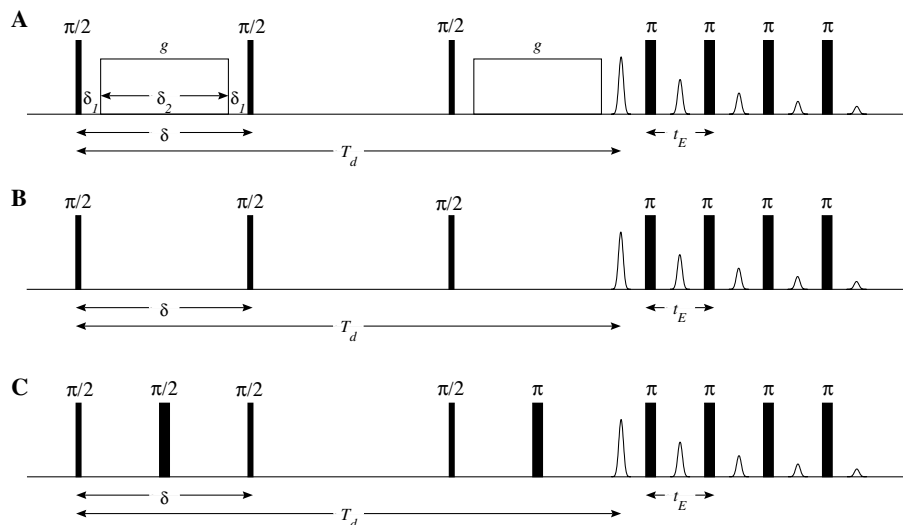 A π/2 π/2 π/2 π π π π
g g
δ1 δ2 δ1
δ tE
Td
B π/2 π/2 π/2 π π π π
δ tE
Td
C π/2 π/2 π/2 π/2 π π π π π
δ tE
Td